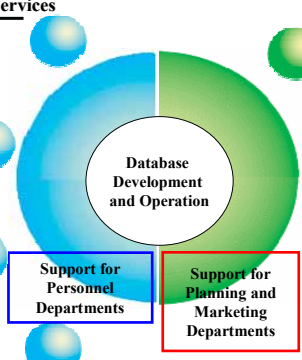 ervices
Database
Development
and Operation
Support for
Personnel
Departments
Support for
Planning and
Marketing
Departments